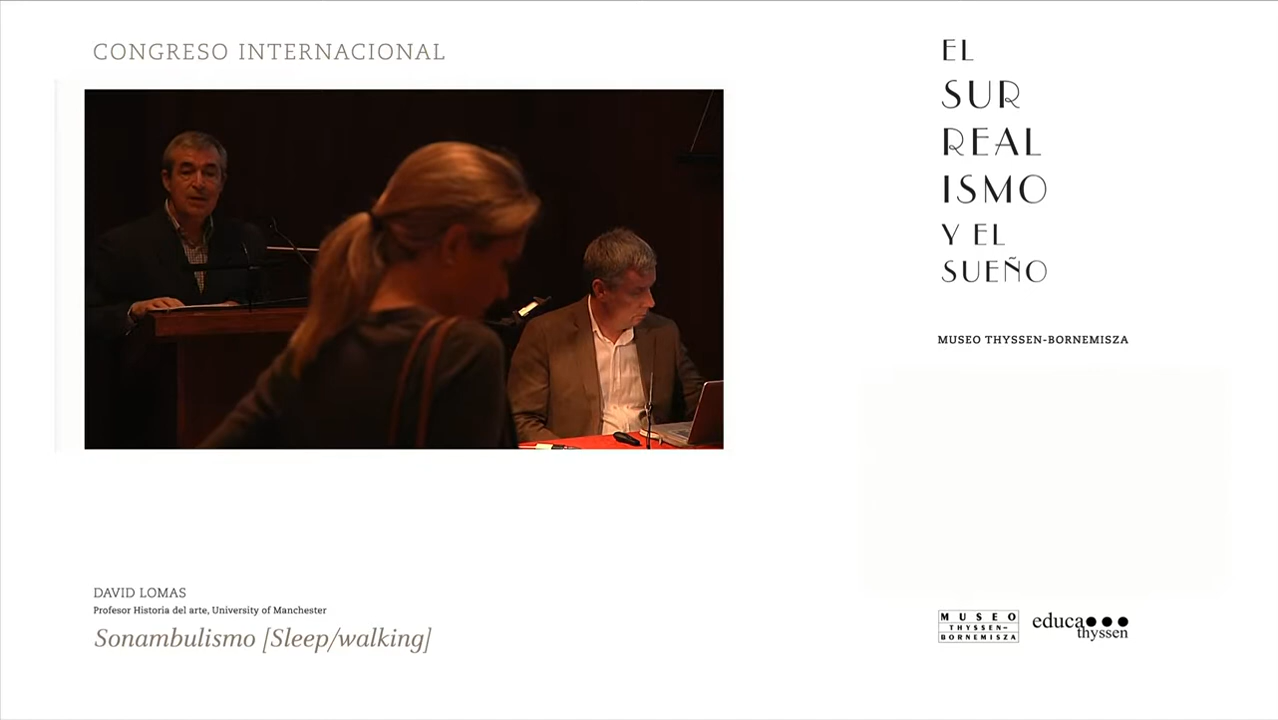 CONGRESO INTERNACIONAL
EL
SUR
REAL
ISMO
Y EL
SUEÑO
MUSEO THYSSEN-BORNEMISZA
DAVID LOMAS
Profesor Historia del arte, University of Manchester
Sonambulismo [Sleep/walking]
MUSEO
THYSSEN-
BORNEMISZA
educa
thyssen